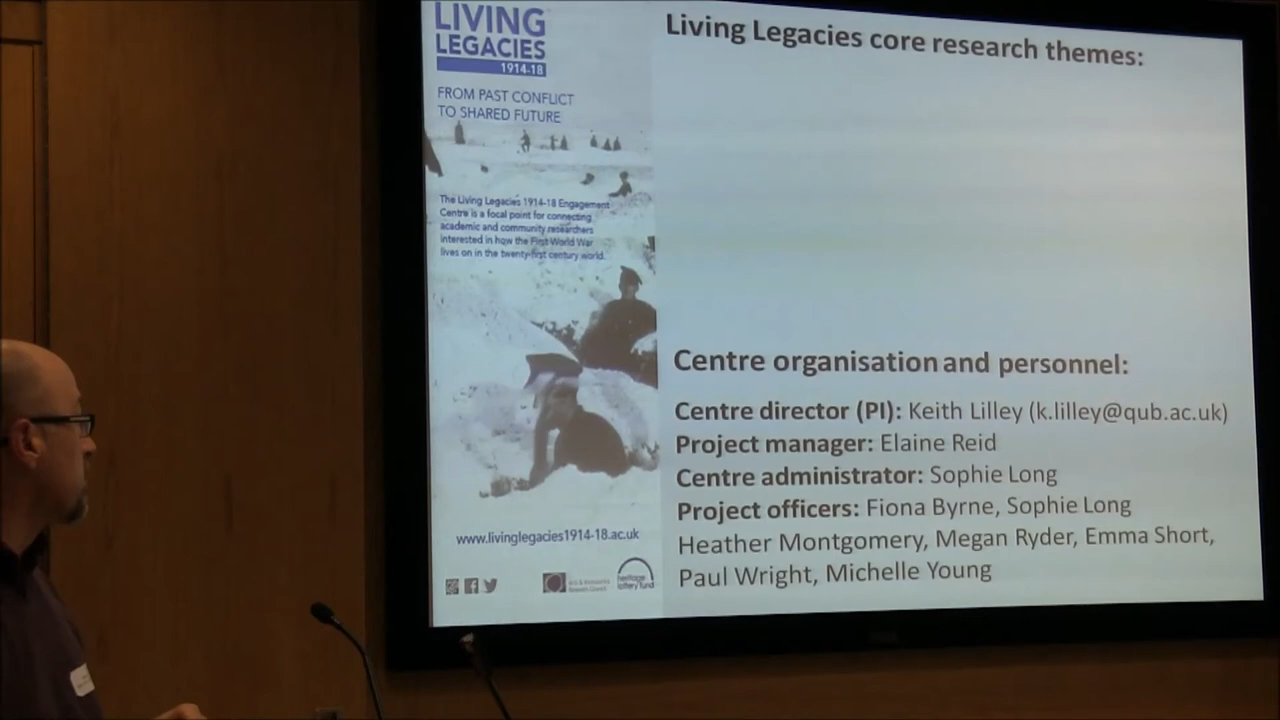 LIVING
LEGACIES
1914-18
FROM PAST CONFLICT
TO SHARED FUTURE
The Living Legacies 1914-18 Engagement
Centre is a focal point for connecting
academic and community researchers
interested in how the First World War
lives on in the twenty-first century world.
www.livinglegacies1914-18.ac.uk
heritage
lottery fund
Living Legacies core research themes:
Centre organisation and personnel:
Centre director (PI): Keith Lilley (k.lilley@qub.ac.uk)
Project manager: Elaine Reid
Centre administrator: Sophie Long
Project officers: Fiona Byrne, Sophie Long
Heather Montgomery, Megan Ryder, Emma Short,
Paul Wright, Michelle Young